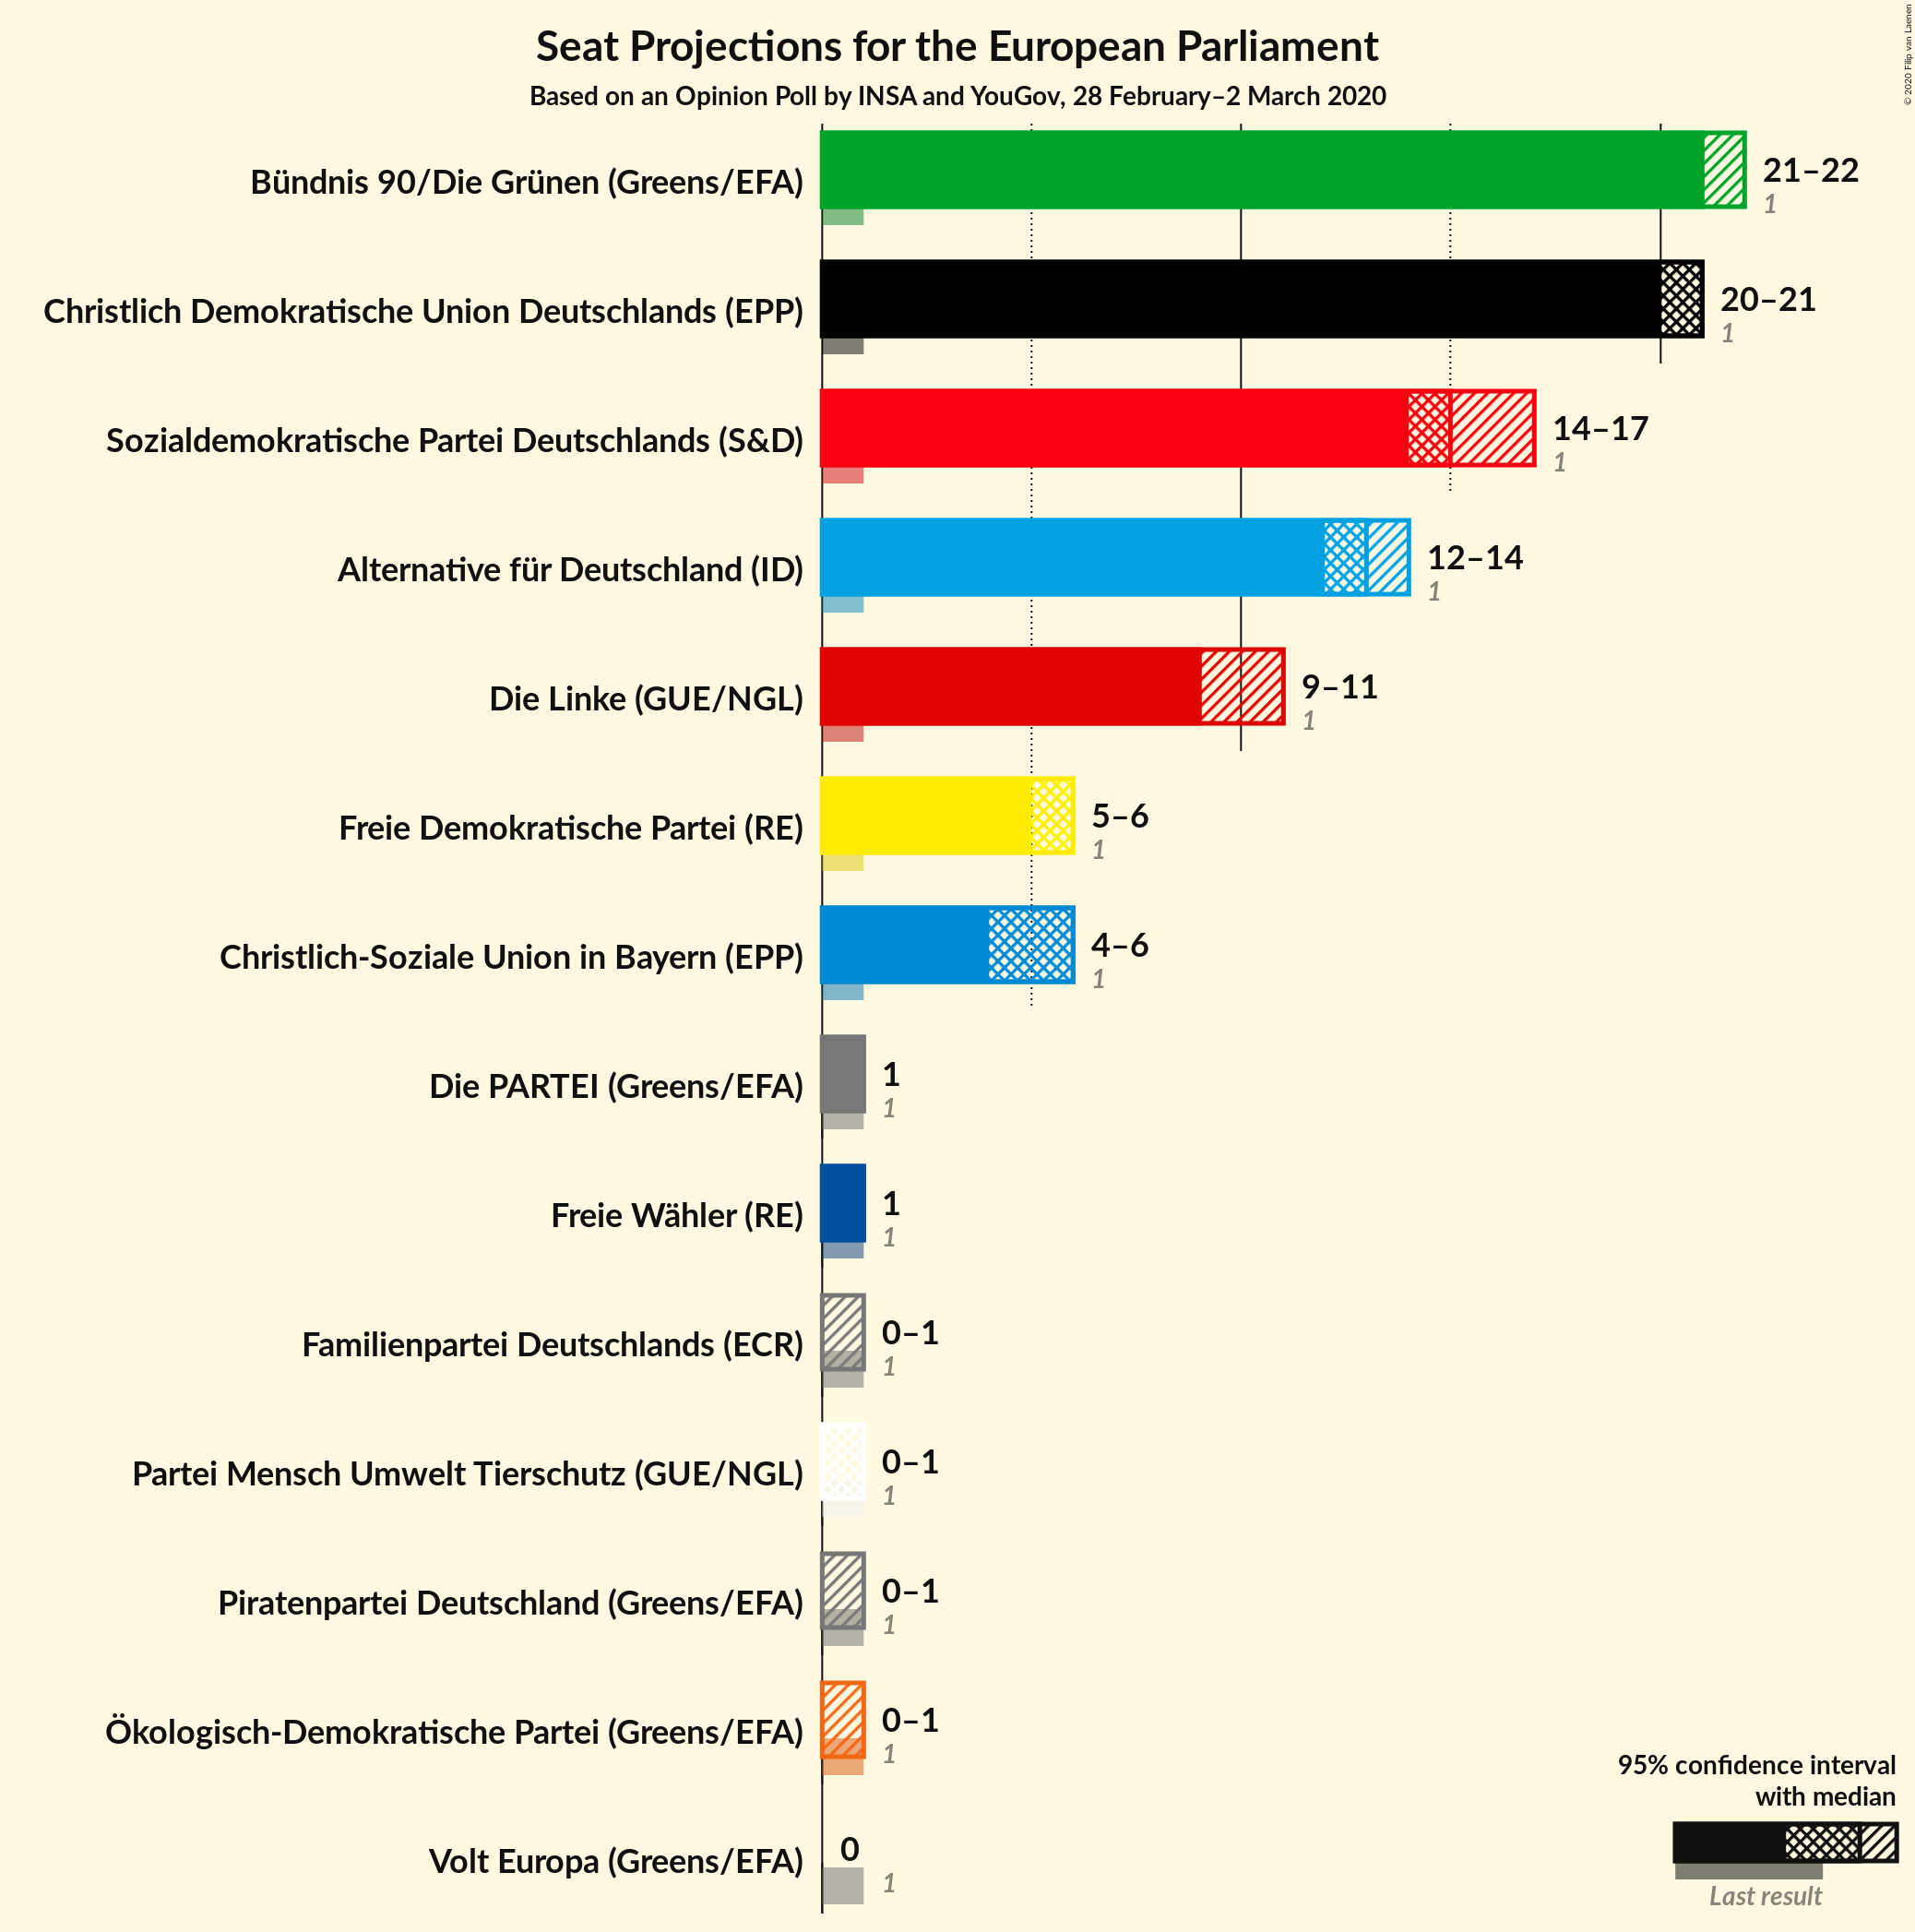 Seat Projections for the European Parliament
Based on an Opinion Poll by INSA and YouGov, 28 February–2 March 2020
© 2020 Filip van Laenen
Bündnis 90/Die Grünen (Greens/EFA)
21–22
1
Christlich Demokratische Union Deutschlands (EPP)
20–21
1
Sozialdemokratische Partei Deutschlands (S&D)
14–17
1
Alternative für Deutschland (ID)
12–14
1
Die Linke (GUE/NGL)
9–11
1
Freie Demokratische Partei (RE)
5–6
1
Christlich-Soziale Union in Bayern (EPP)
4–6
1
Die PARTEI (Greens/EFA)
1
1
Freie Wähler (RE)
1
1
Familienpartei Deutschlands (ECR)
0–1
1
Partei Mensch Umwelt Tierschutz (GUE/NGL)
0–1
1
Piratenpartei Deutschland (Greens/EFA)
0–1
1
Ökologisch-Demokratische Partei (Greens/EFA)
0–1
1
Volt Europa (Greens/EFA)
0
1
95% confidence interval
with median
Last result